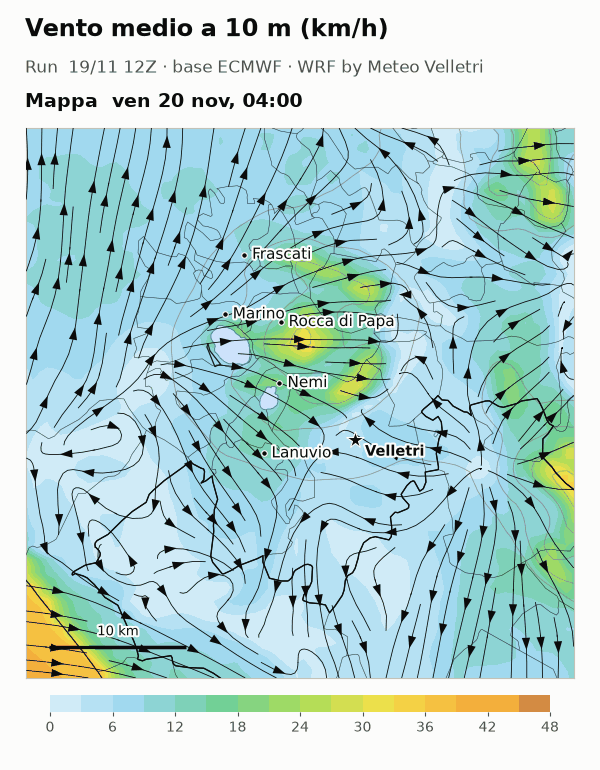 Vento medio a 10 m (km/h)
Run  19/11 12Z · base ECMWF · WRF by Meteo Velletri
Mappa  ven 20 nov, 04:00
Frascati
Marino
Rocca di Papa
Nemi
Velletri
Lanuvio
10 km
0 6 12 18 24 30 36 42 48